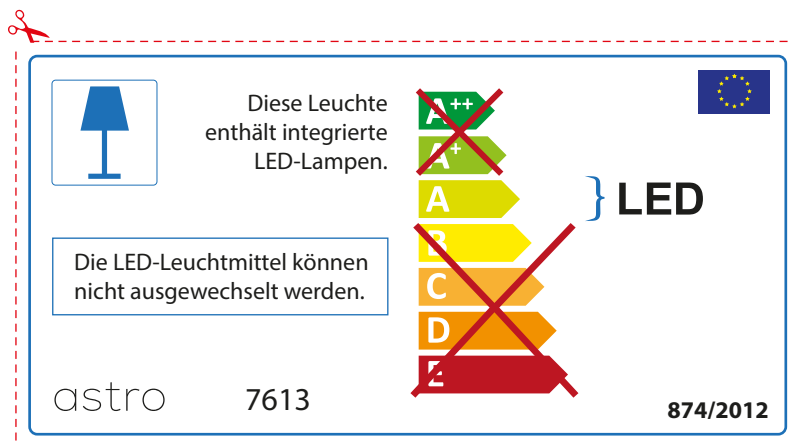 Diese Leuchte
enthält integrierte
LED-Lampen.
Die LED-Leuchtmittel können
nicht ausgewechselt werden.
A++
A+
A
B
C
D
E
LED
astro
7613
874/2012